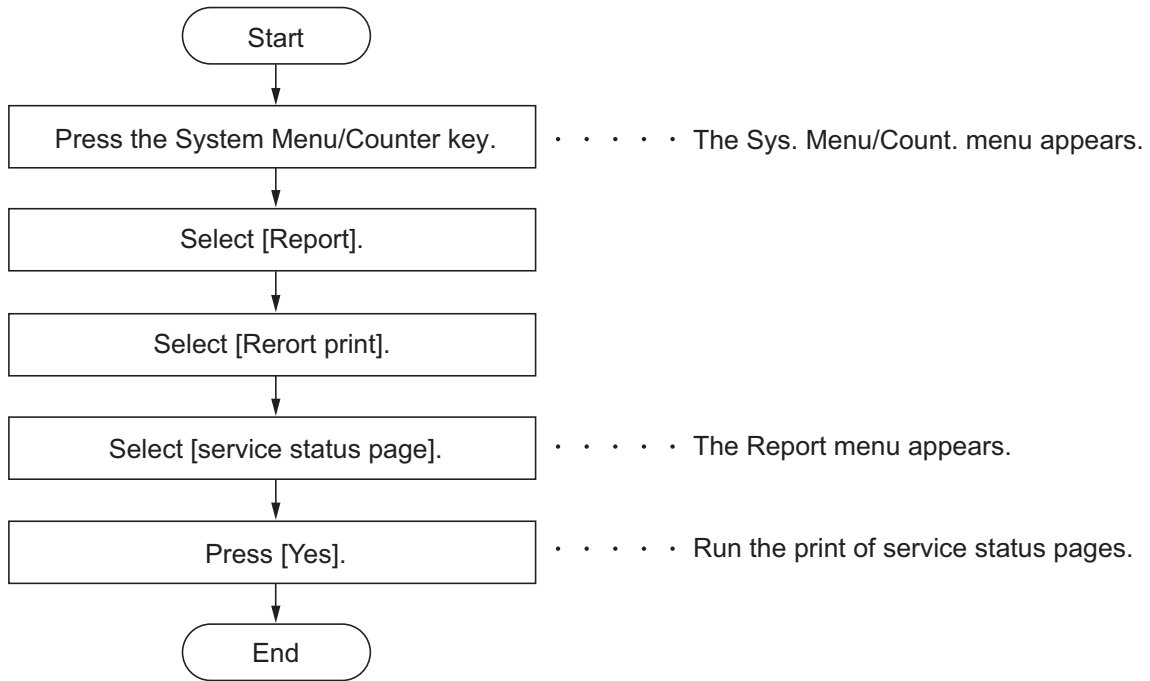 Start
Press the System Menu/Counter key.
· · · · · The Sys. Menu/Count. menu appears.
Select [Report].
Select [Rerort print].
Select [service status page].
· · · · · The Report menu appears.
Press [Yes].
· · · · · Run the print of service status pages.
End